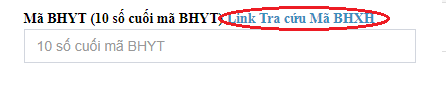 Mã BHYT (10 số cuối mã BHYT) Link Tra cứu Mã BHXH
10 số cuối mã BHYT